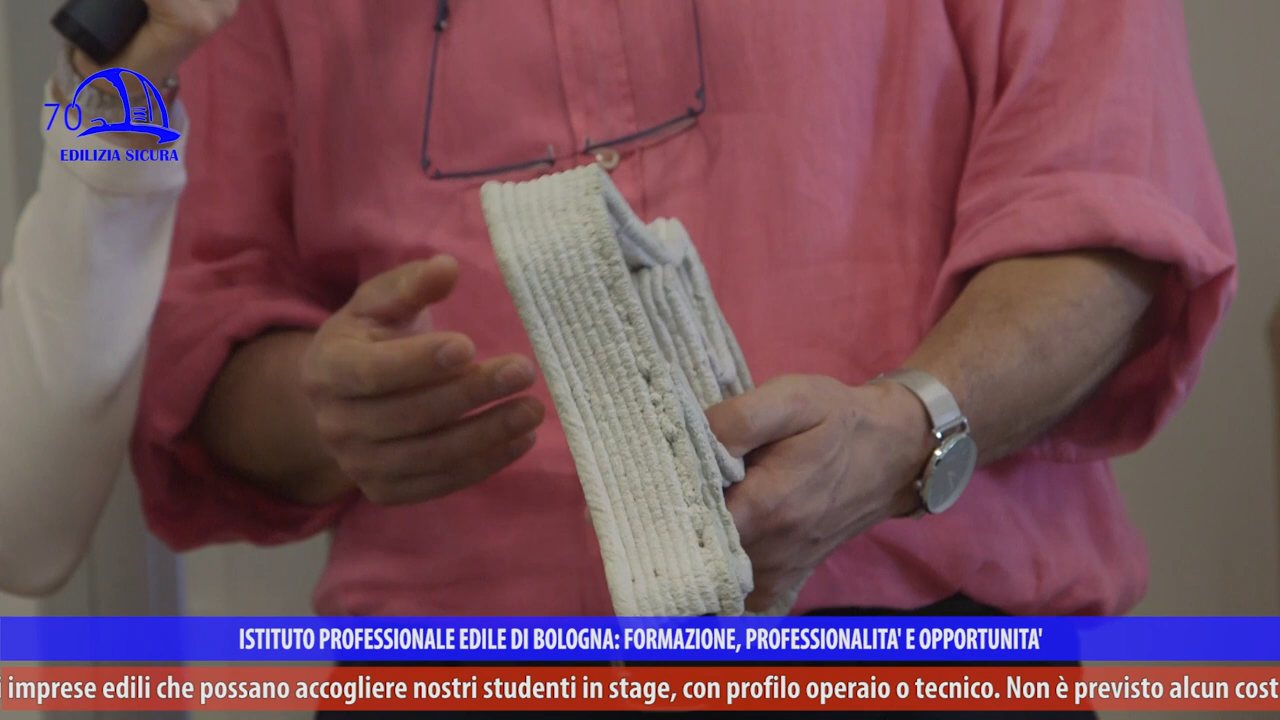 70
EDILIZIA SICURA
ISTITUTO PROFESSIONALE EDILE DI BOLOGNA: FORMAZIONE, PROFESSIONALITA' E OPPORTUNITA'
i imprese edili che possano accogliere nostri studenti in stage, con profilo operaio o tecnico. Non è previsto alcun cost